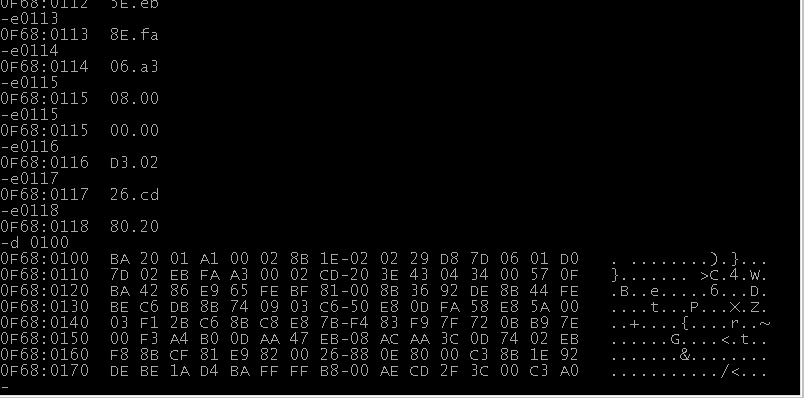 0F68:0112  5E.eb
-e0113
0F68:0113  8E.fa
-e0114
0F68:0114  06.a3
-e0115
0F68:0115  08.00
-e0115
0F68:0115  00.00
-e0116
0F68:0116  D3.02
-e0117
0F68:0117  26.cd
-e0118
0F68:0118  80.20
-d 0100
0F68:0100  BA 20 01 A1 00 02 8B 1E-02 02 29 D8 7D 06 01 D0   . ........).}...
0F68:0110  7D 02 EB FA A3 00 02 CD-20 3E 43 04 34 00 57 0F   }....... >C.4.W.
0F68:0120  BA 42 86 E9 65 FE BF 81-00 8B 36 92 DE 8B 44 FE   .B..e.....6...D.
0F68:0130  BE C6 DB 8B 74 09 03 C6-50 E8 0D FA 58 E8 5A 00   ....t...P...X.Z.
0F68:0140  03 F1 2B C6 8B C8 E8 7B-F4 83 F9 7F 72 0B B9 7E   ..+....{....r..~
0F68:0150  00 F3 A4 B0 0D AA 47 EB-08 AC AA 3C 0D 74 02 EB   ......G....<.t..
0F68:0160  F8 8B CF 81 E9 82 00 26-88 0E 80 00 C3 8B 1E 92   .......&........
0F68:0170  DE BE 1A D4 BA FF FF B8-00 AE CD 2F 3C 00 C3 A0   .........../<...
-